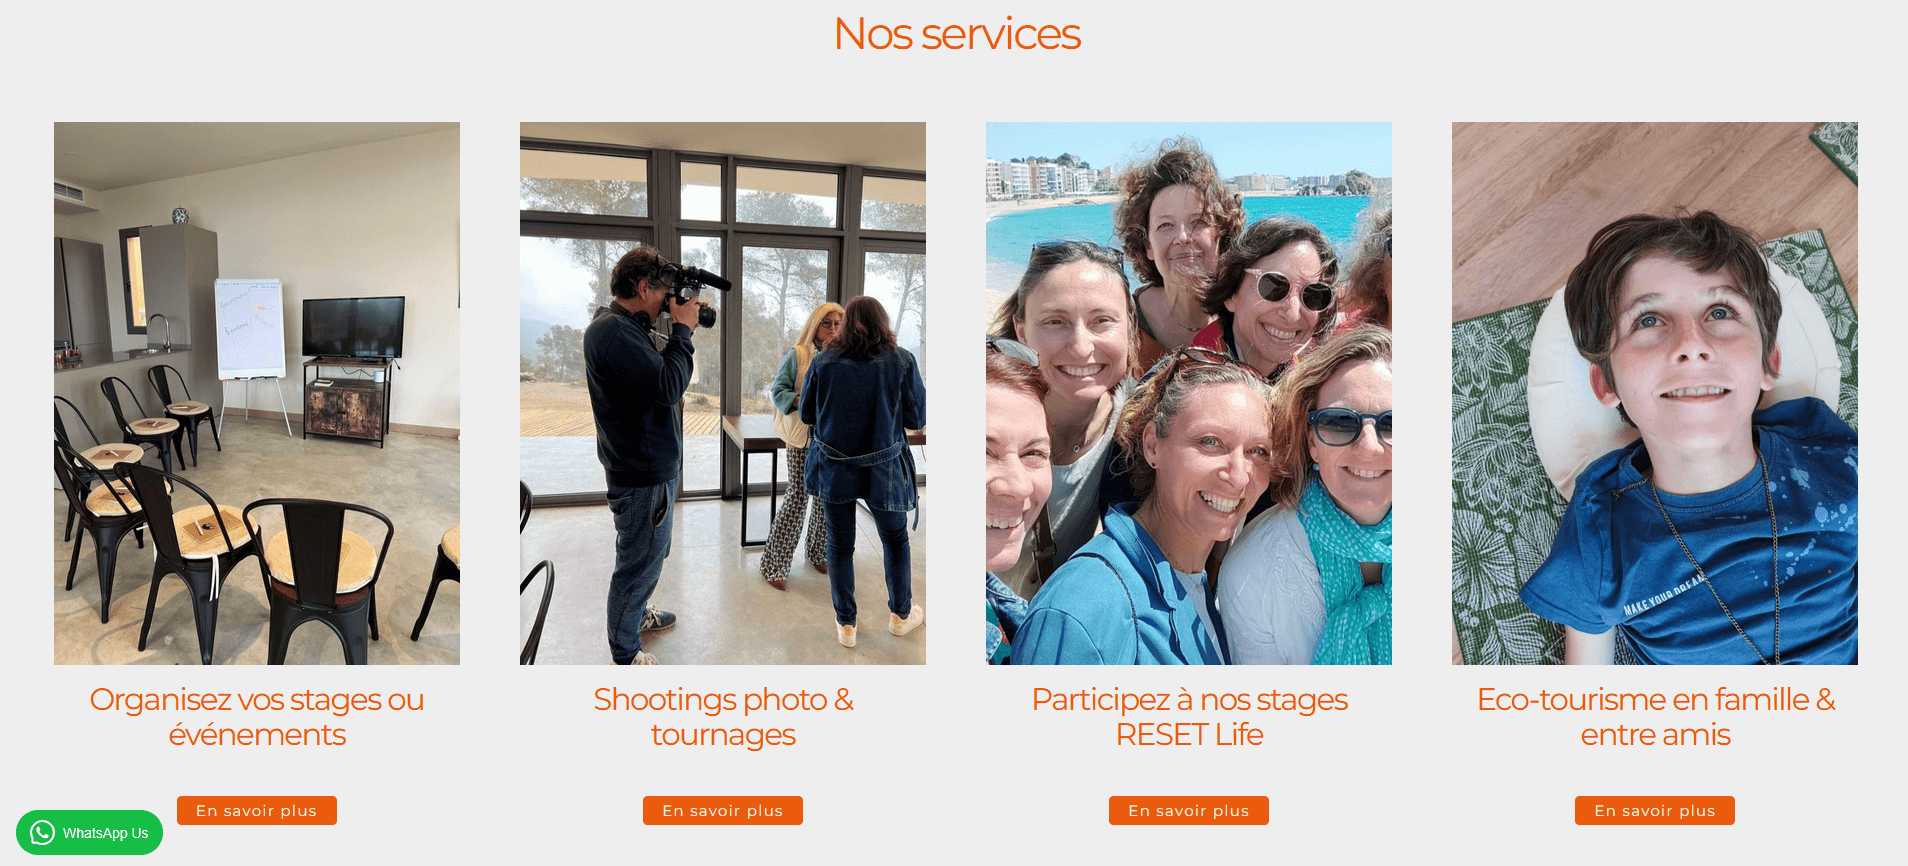 Nos services
Organisez vos stages ou
événements
Shootings photo &
tournages
Participez à nos stages
RESET Life
Eco-tourisme en famille &
entre amis
MAKE YOUR DREAM
En savoir plus
En savoir plus
En savoir plus
En savoir plus
WhatsApp Us